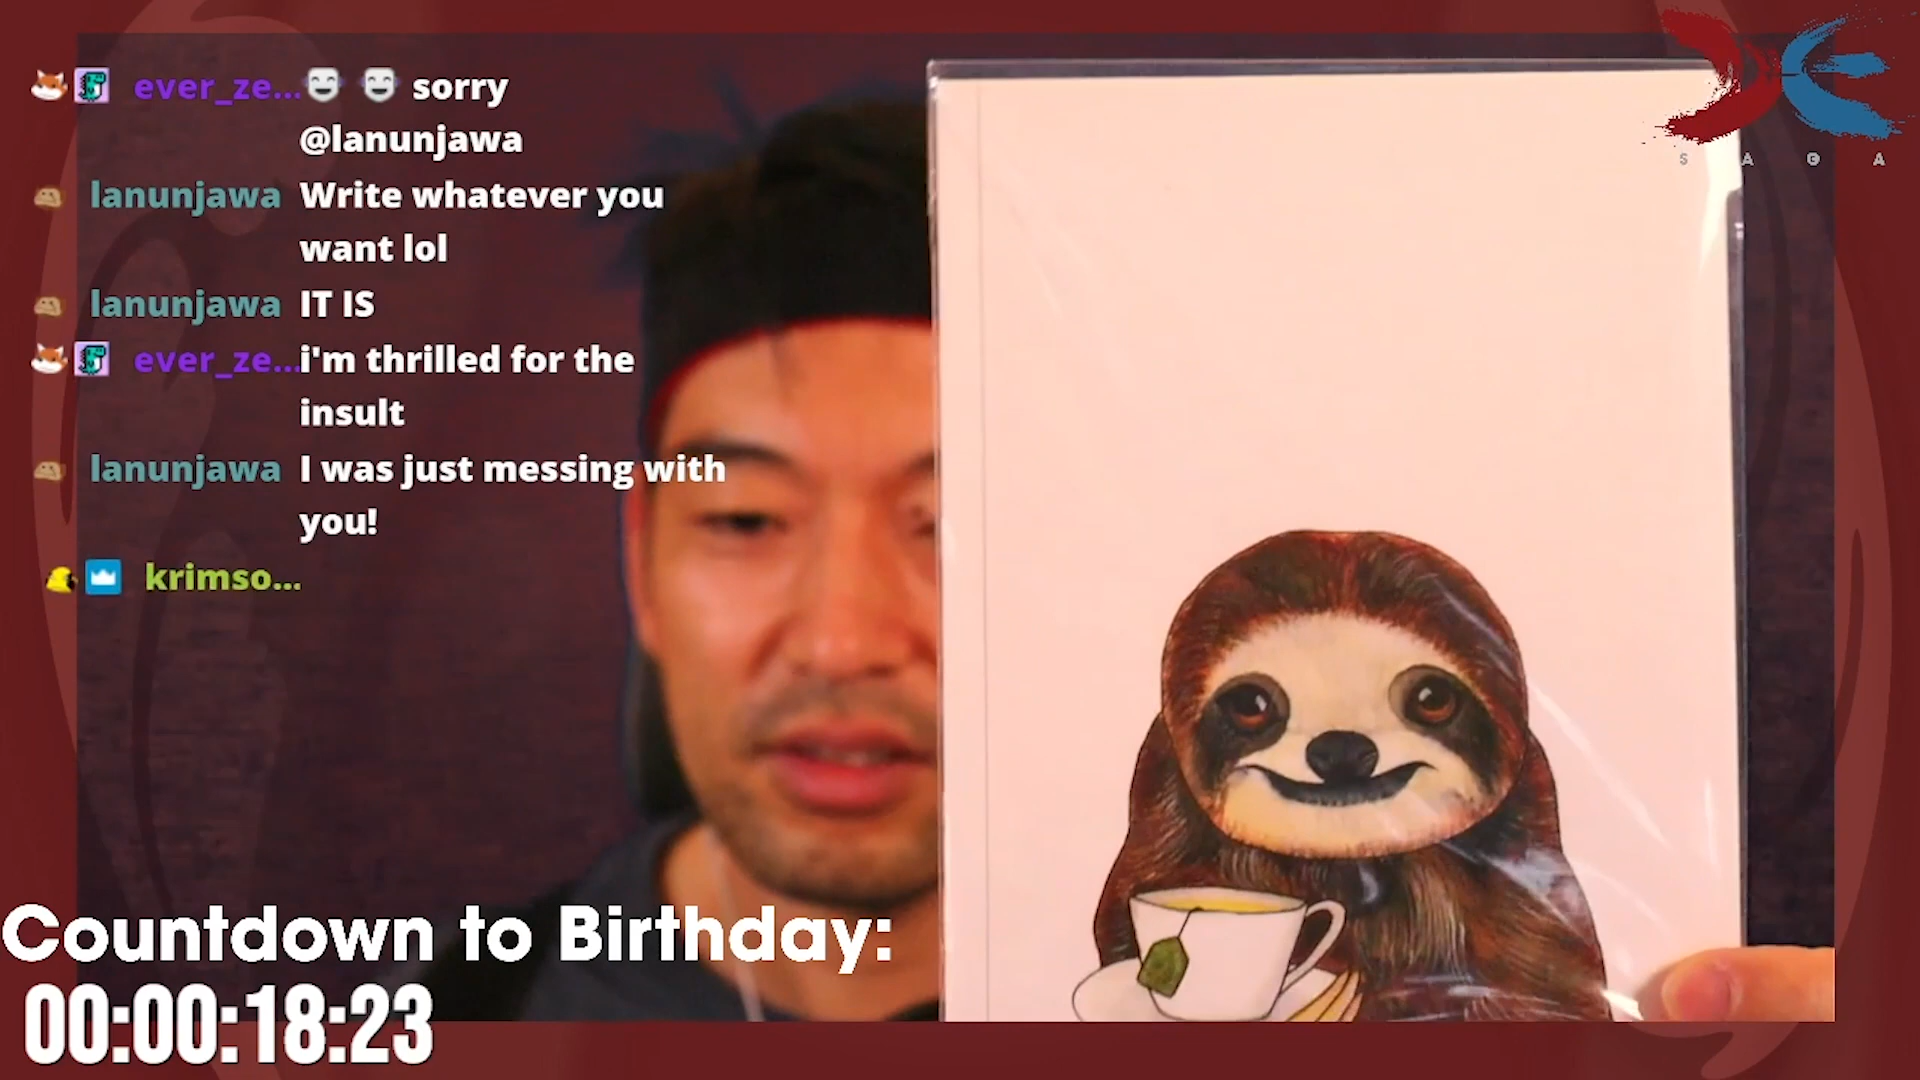 ever_ze... sorry
@lanunjawa
lanunjawa Write whatever you
want lol
lanunjawa IT IS
ever_ze... i'm thrilled for the
insult
lanunjawa I was just messing with
you!
krimso...
Countdown to Birthday:
00:00:18:23
S A G A